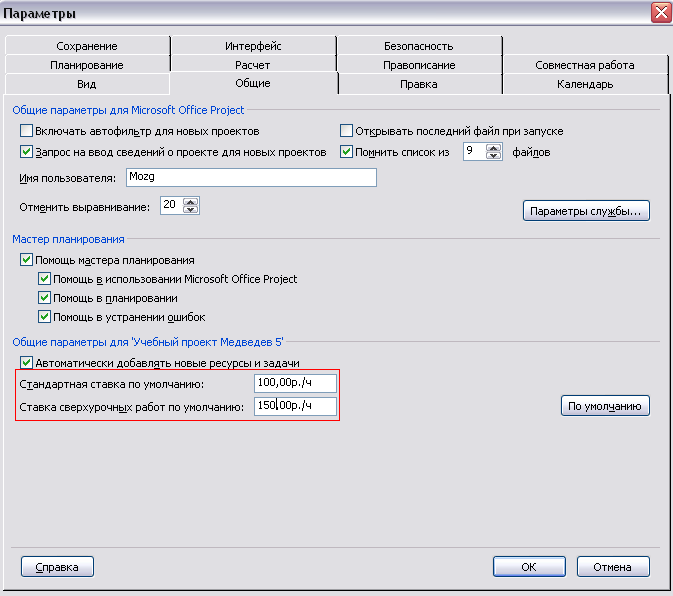 Параметры
Сохранение Интерфейс Безопасность
Планирование Расчет Правописание Совместная работа
Вид Общие Правка Календарь
Общие параметры для Microsoft Office Project
Включать автофильтр для новых проектов Открывать последний файл при запуске
Запрос на ввод сведений о проекте для новых проектов Помнить список из 9 файлов
Имя пользователя: Mozg
Отменить выравнивание: 20 Параметры службы...
Мастер планирования
Помощь мастера планирования
Помощь в использовании Microsoft Office Project
Помощь в планировании
Помощь в устранении ошибок
Общие параметры для 'Учебный проект Медведев 5'
Автоматически добавлять новые ресурсы и задачи
Стандартная ставка по умолчанию: 100,00р./ч
Ставка сверхурочных работ по умолчанию: 150,00р./ч По умолчанию
Справка ОК Отмена